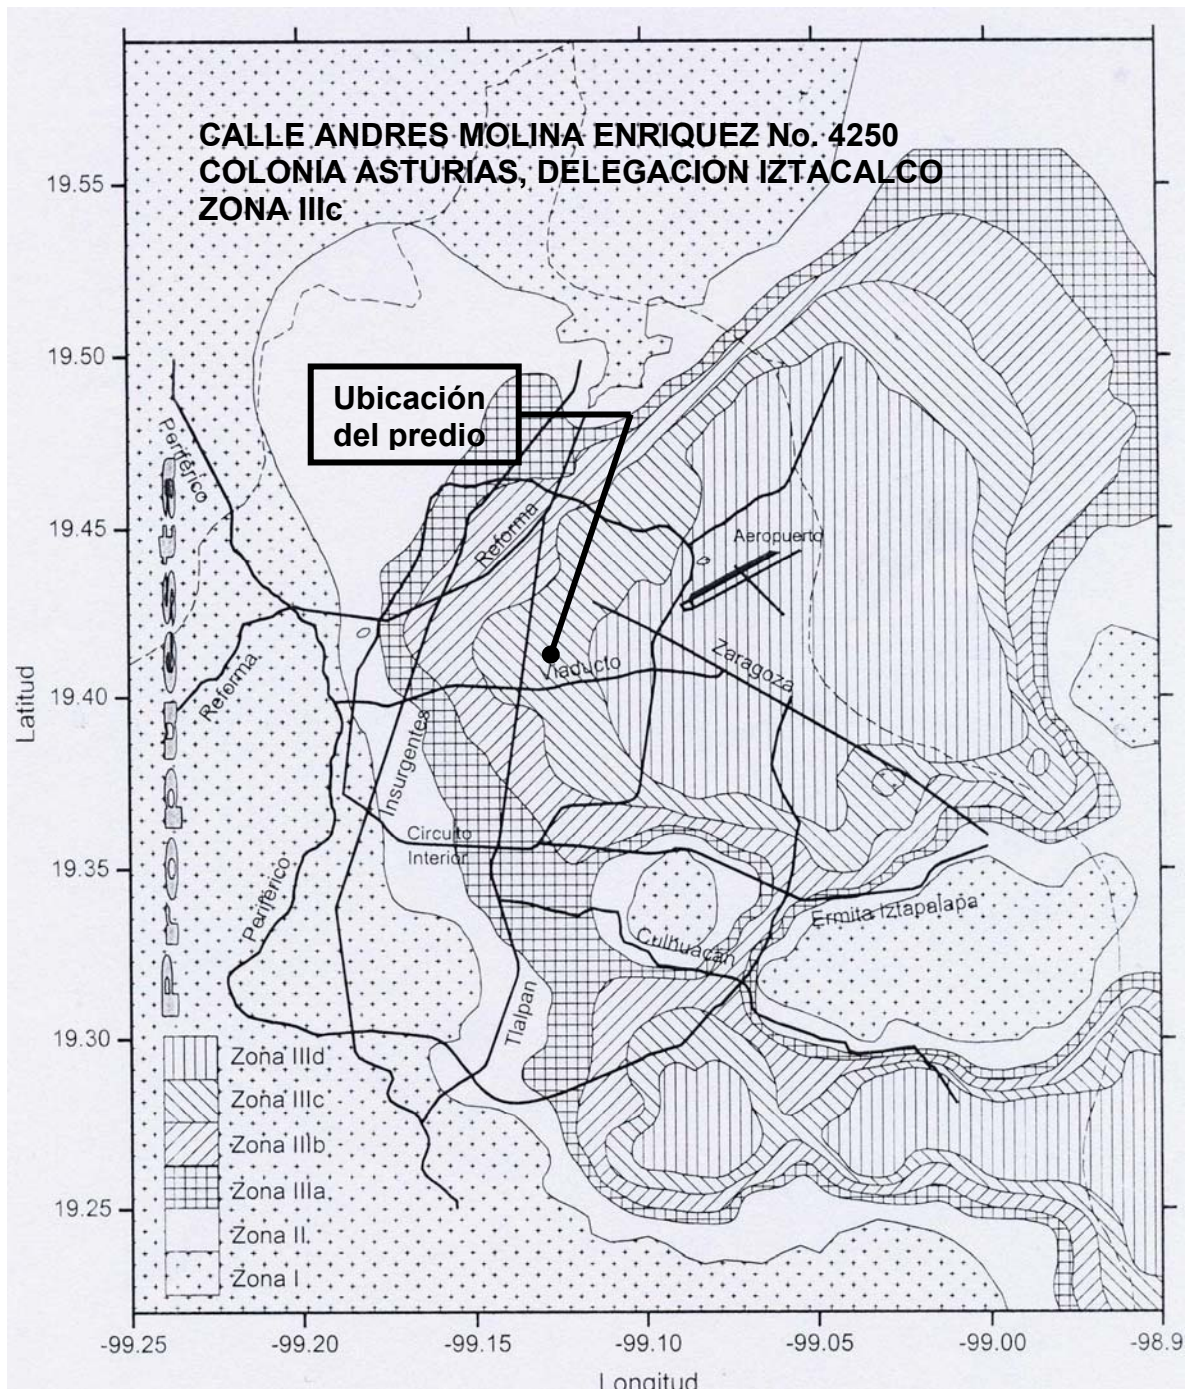 CALLE ANDRES MOLINA ENRIQUEZ No. 4250
COLONIA ASTURIAS, DELEGACION IZTACALCO
ZONA IIIc
19.55
19.50
19.45
19.40
19.35
19.30
19.25
Latitud
Ubicación
del predio
Periférico
Reforma
Aeropuerto
Reforma
Viaducto
Zaragoza
Insurgentes
Circuito
Interior
Periférico
Ermita Iztapalapa
Culhuacán
Tlalpan
Zona IIId
Zona IIIc
Zona IIIb
Zona IIIa
Zona II
Zona I
-99.25
-99.20
-99.15
-99.10
-99.05
-99.00
-98.9
Longitud